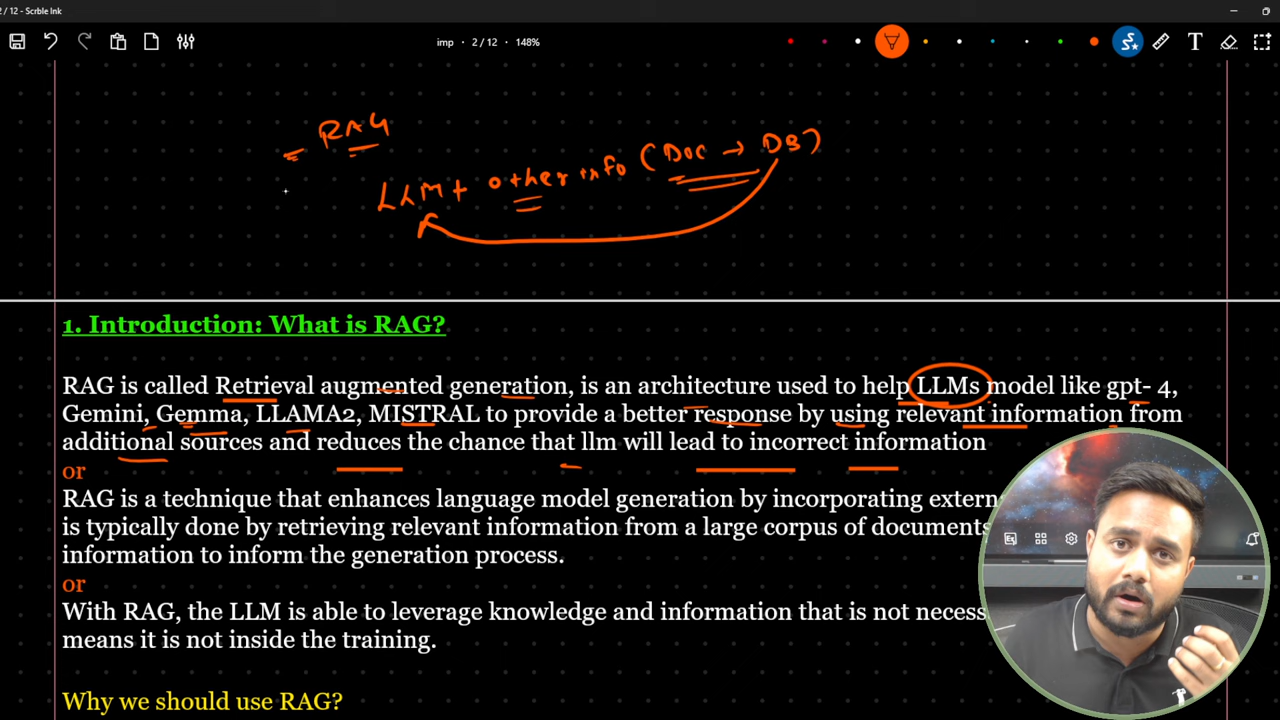 2 / 12 - Scrble Ink
imp • 2 / 12 • 148%
T
RAG
LLM + other info (Doc → DB)
1. Introduction: What is RAG?
RAG is called Retrieval augmented generation, is an architecture used to help LLMs model like gpt- 4,
Gemini, Gemma, LLAMA2, MISTRAL to provide a better response by using relevant information from
additional sources and reduces the chance that llm will lead to incorrect information
or
RAG is a technique that enhances language model generation by incorporating extern
is typically done by retrieving relevant information from a large corpus of documents
information to inform the generation process.
or
With RAG, the LLM is able to leverage knowledge and information that is not necess
means it is not inside the training.
Why we should use RAG?